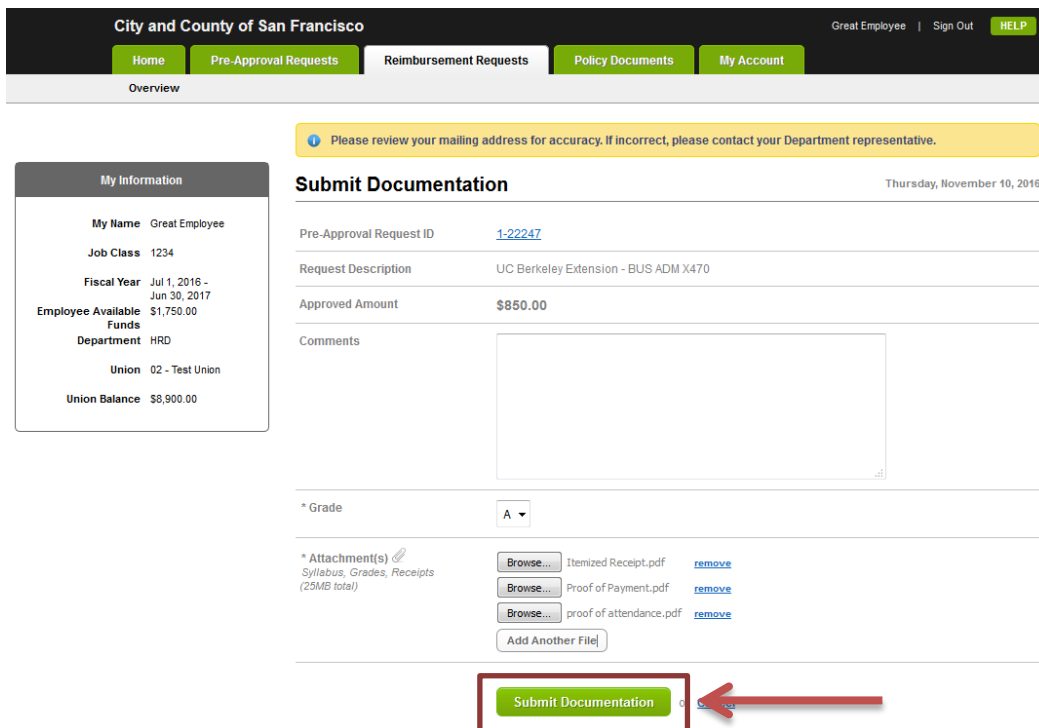 City and County of San Francisco
Great Employee | Sign Out HELP
Home Pre-Approval Requests Reimbursement Requests Policy Documents My Account
Overview
Please review your mailing address for accuracy. If incorrect, please contact your Department representative.
My Information
My Name Great Employee
Job Class 1234
Fiscal Year Jul 1, 2016 -
Jun 30, 2017
Employee Available $1,750.00
Funds
Department HRD
Union 02 - Test Union
Union Balance $8,900.00
Submit Documentation
Thursday, November 10, 2016
Pre-Approval Request ID 1-22247
Request Description UC Berkeley Extension - BUS ADM X470
Approved Amount $850.00
Comments
* Grade A
* Attachment(s)
Syllabus, Grades, Receipts
(25MB total)
Browse... Itemized Receipt.pdf remove
Browse... Proof of Payment.pdf remove
Browse... proof of attendance.pdf remove
Add Another File
Submit Documentation